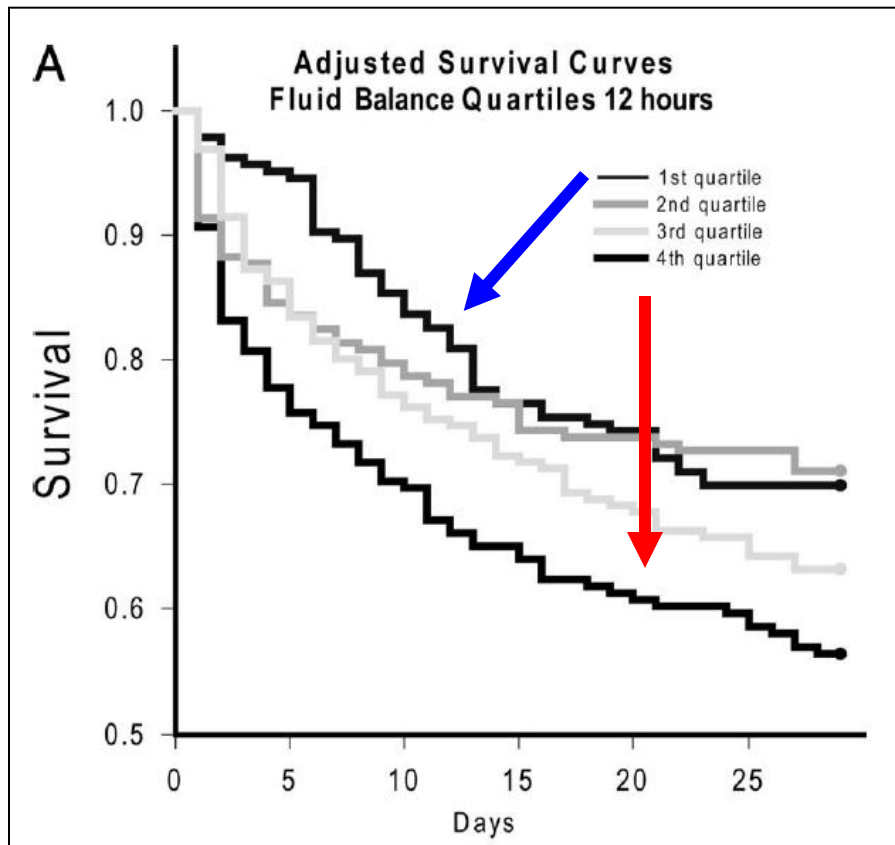 A
Adjusted Survival Curves
Fluid Balance Quartiles 12 hours
1st quartile
2nd quartile
3rd quartile
4th quartile
Survival
1.0
0.9
0.8
0.7
0.6
0.5
0 5 10 15 20 25
Days